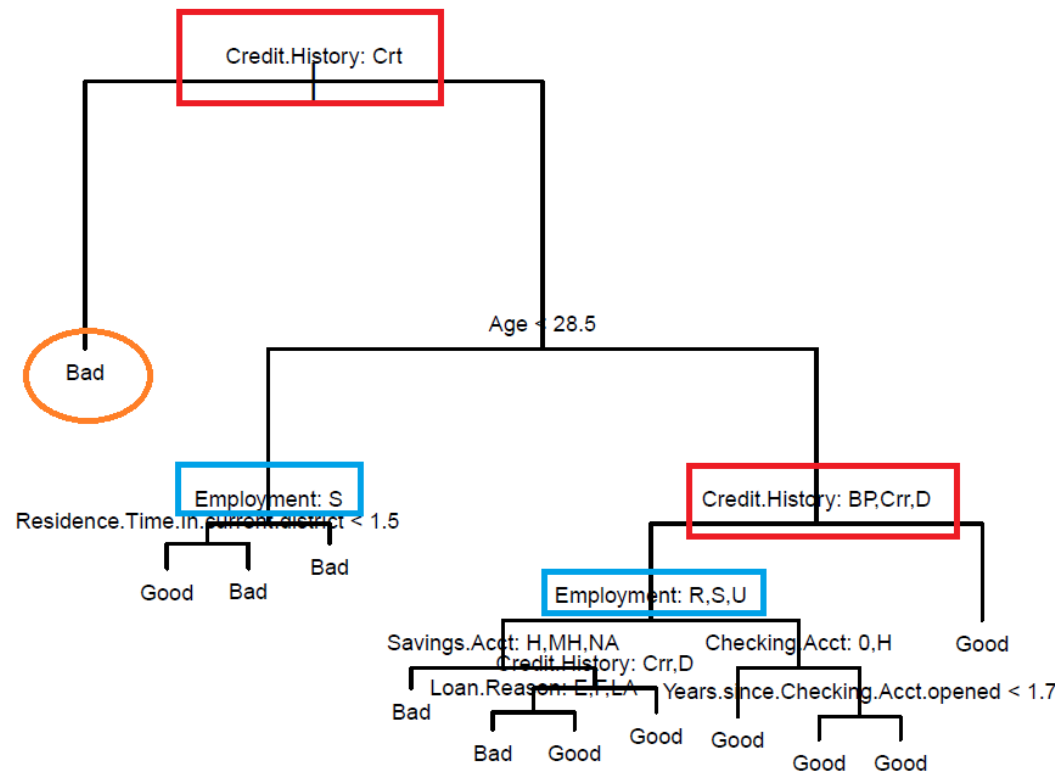 Credit.History: Crt
Age < 28.5
Bad
Employment: S
Credit.History: BP,Crr,D
Residence.Time.in.current.district < 1.5
Bad
Good
Bad
Employment: R,S,U
Good
Savings.Acct: H,MH,NA
Checking.Acct: 0,H
Credit.History: Crr,D
Loan.Reason: E,F,LA
Years.since.Checking.Acct.opened < 1.7
Bad
Good
Good
Bad
Good
Good
Good